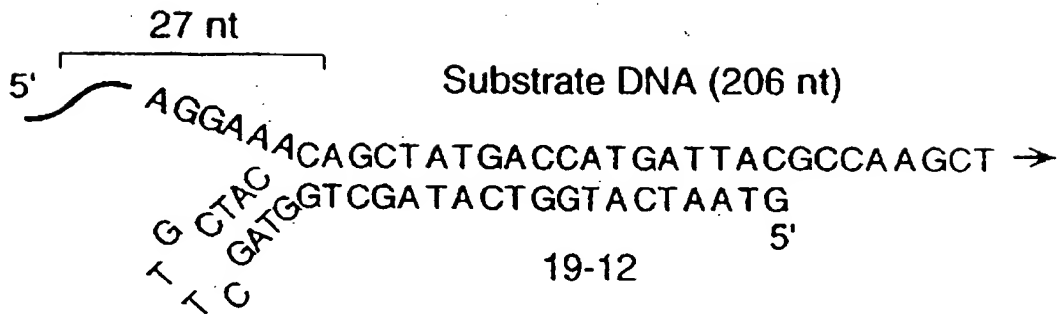 27 nt
5'
Substrate DNA (206 nt)
AGGAAACAGCTATGACCATGATTACGCCAAGCT →
CTAC
GATGGTCGATACTGGTACTAATG
G
T
T
C
5'
19-12